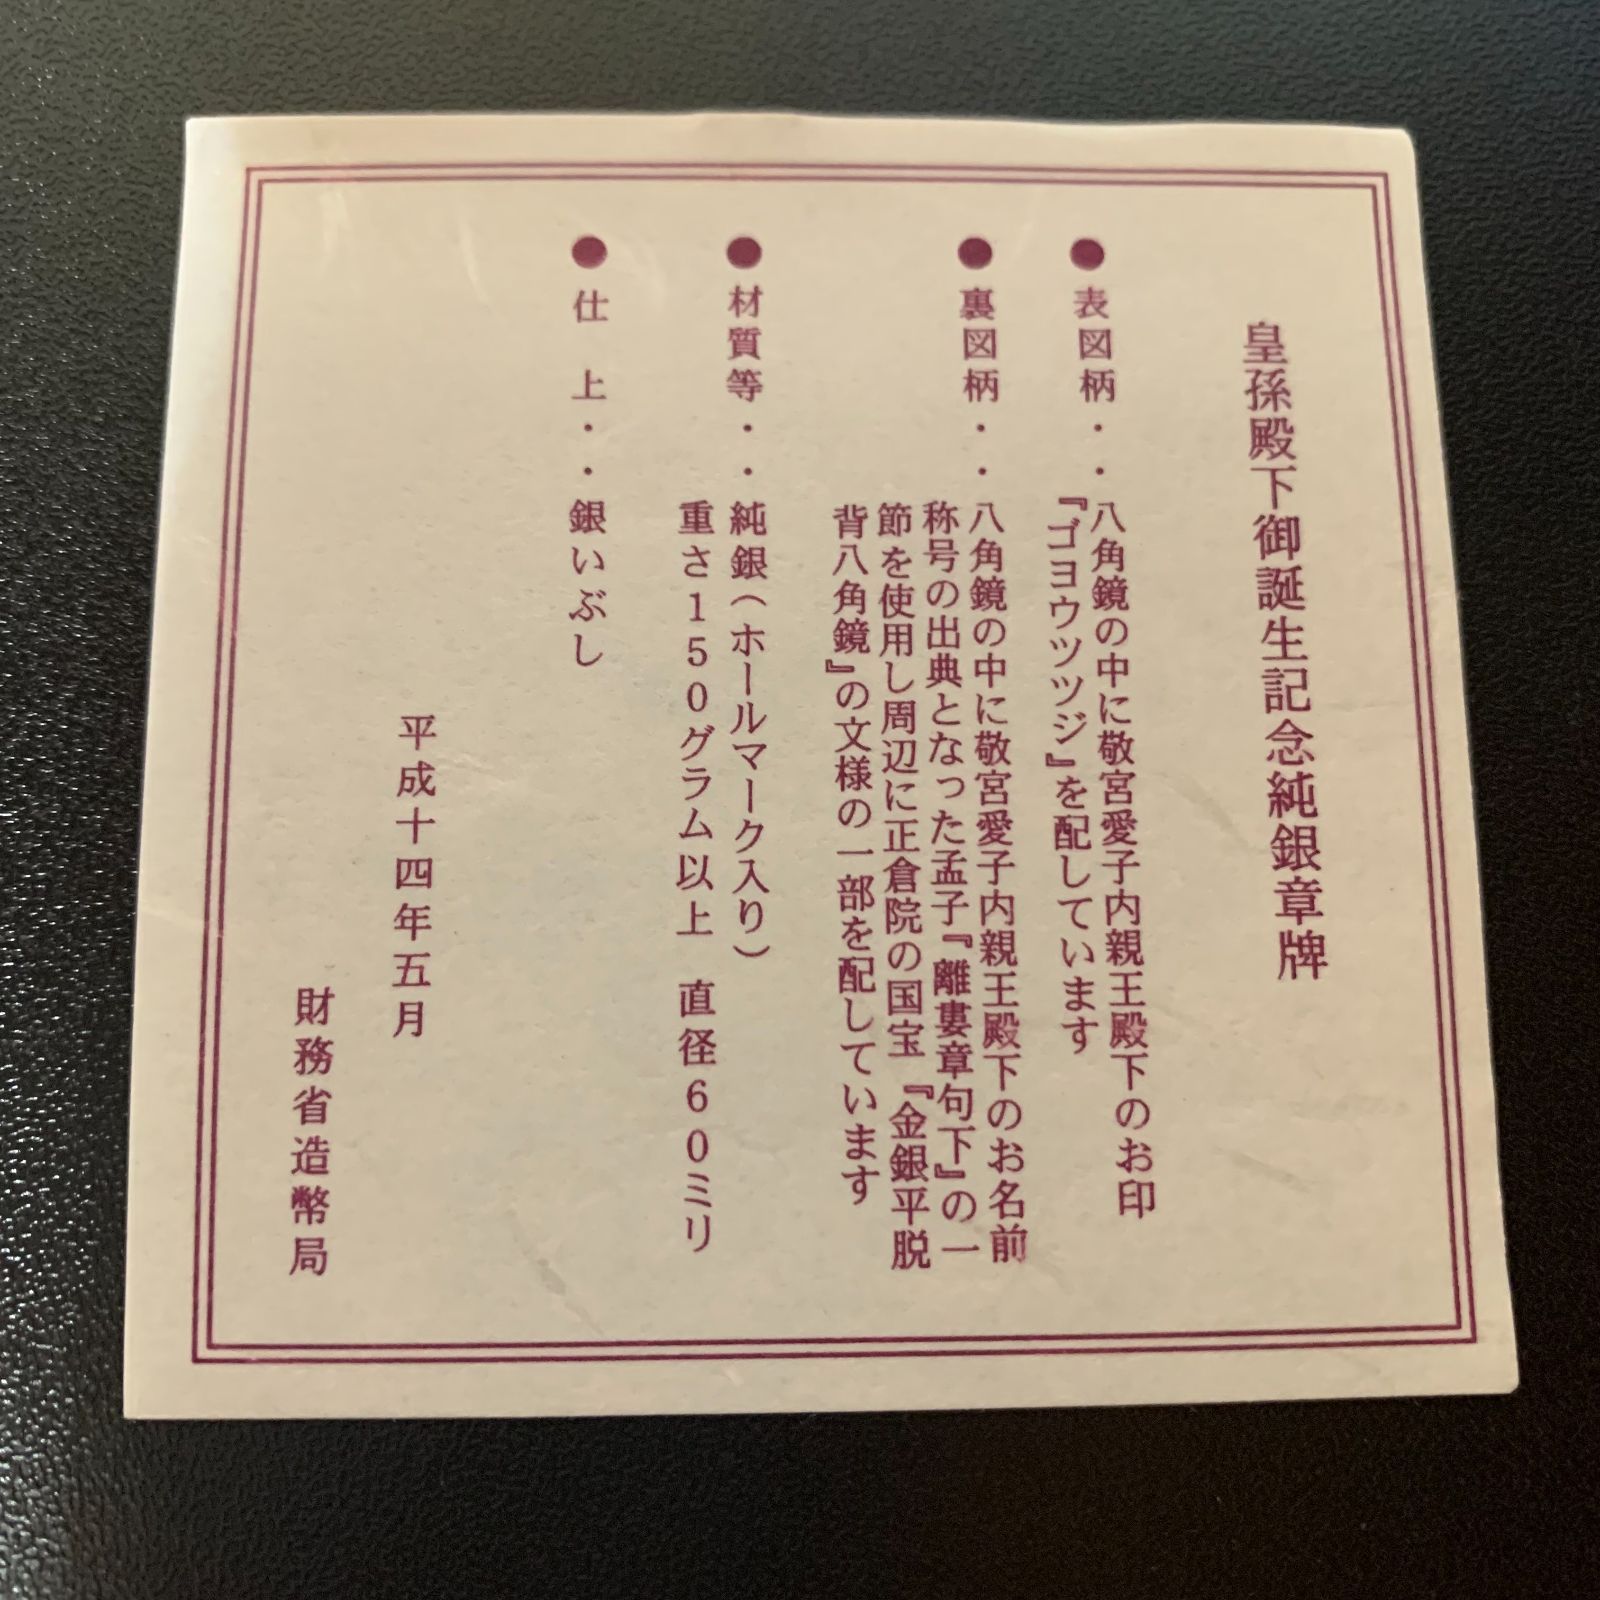 皇孫殿下御誕生記念純銀章牌
●表図柄・・八角鏡の中に敬宮愛子内親王殿下のお印
『ゴヨウツツジ』を配しています
●裏図柄・・八角鏡の中に敬宮愛子内親王殿下のお名前
称号の出典となった孟子『離婁章句下』の一
節を使用し周辺に正倉院の国宝『金銀平脱
背八角鏡』の文様の一部を配しています
●材質等・・純銀（ホールマーク入り）
重さ150グラム以上　直径60ミリ
●仕　上・・銀いぶし
平成十四年五月
財務省造幣局